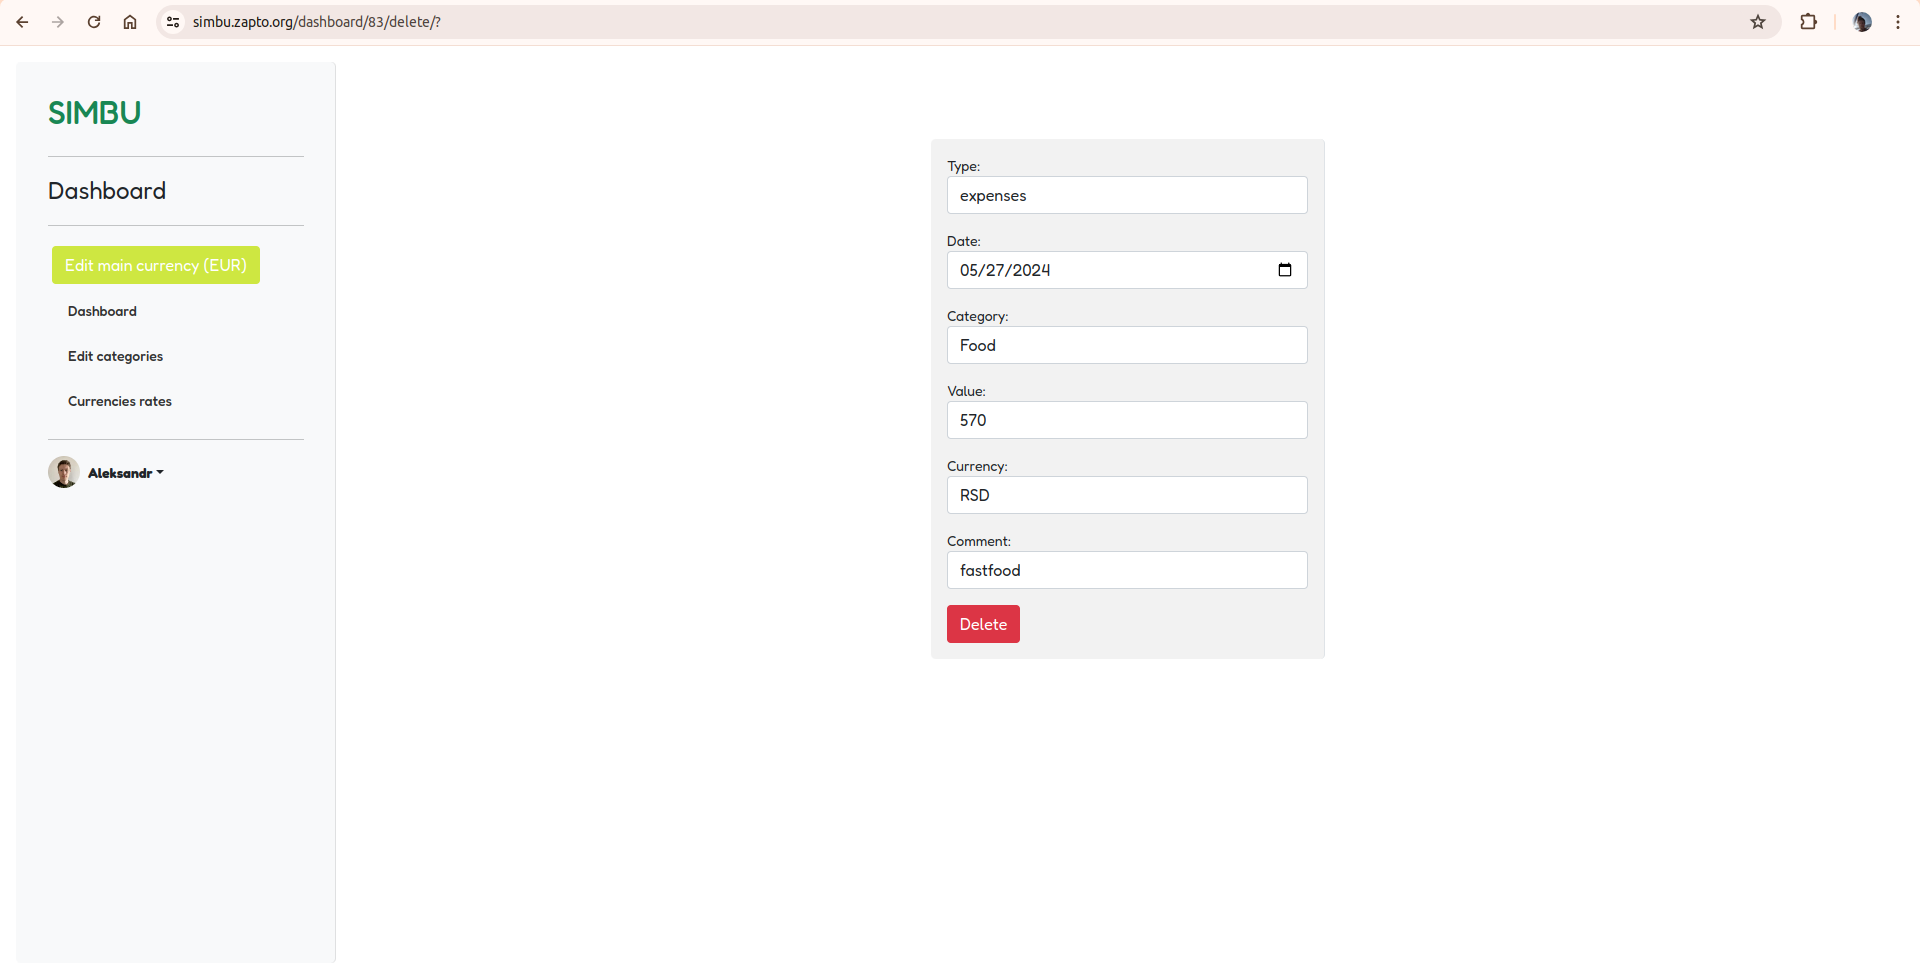 simbu.zapto.org/dashboard/83/delete/?
SIMBU
Dashboard
Edit main currency (EUR)
Dashboard
Edit categories
Currencies rates
Aleksandr
Type:
expenses
Date:
05/27/2024
Category:
Food
Value:
570
Currency:
RSD
Comment:
fastfood
Delete